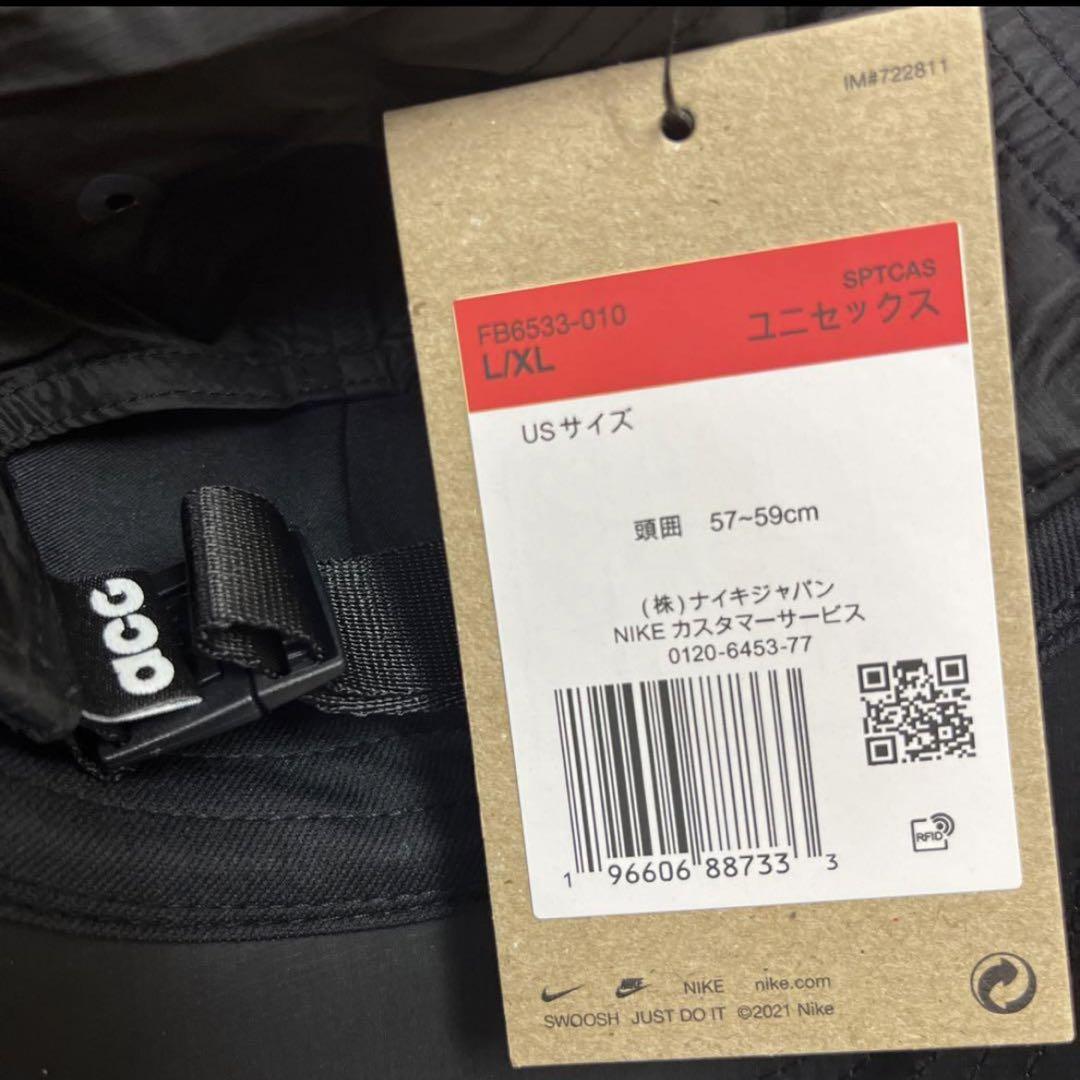 IM#722811
SPTCAS
FB6533-010
ユニセックス
L/XL
USサイズ
頭囲 57~59cm
(株)ナイキジャパン
NIKE カスタマーサービス
0120-6453-77
1 96606 88733 3
RFID
NIKE NIKE nike.com
SWOOSH JUST DO IT ©2021 Nike
acg